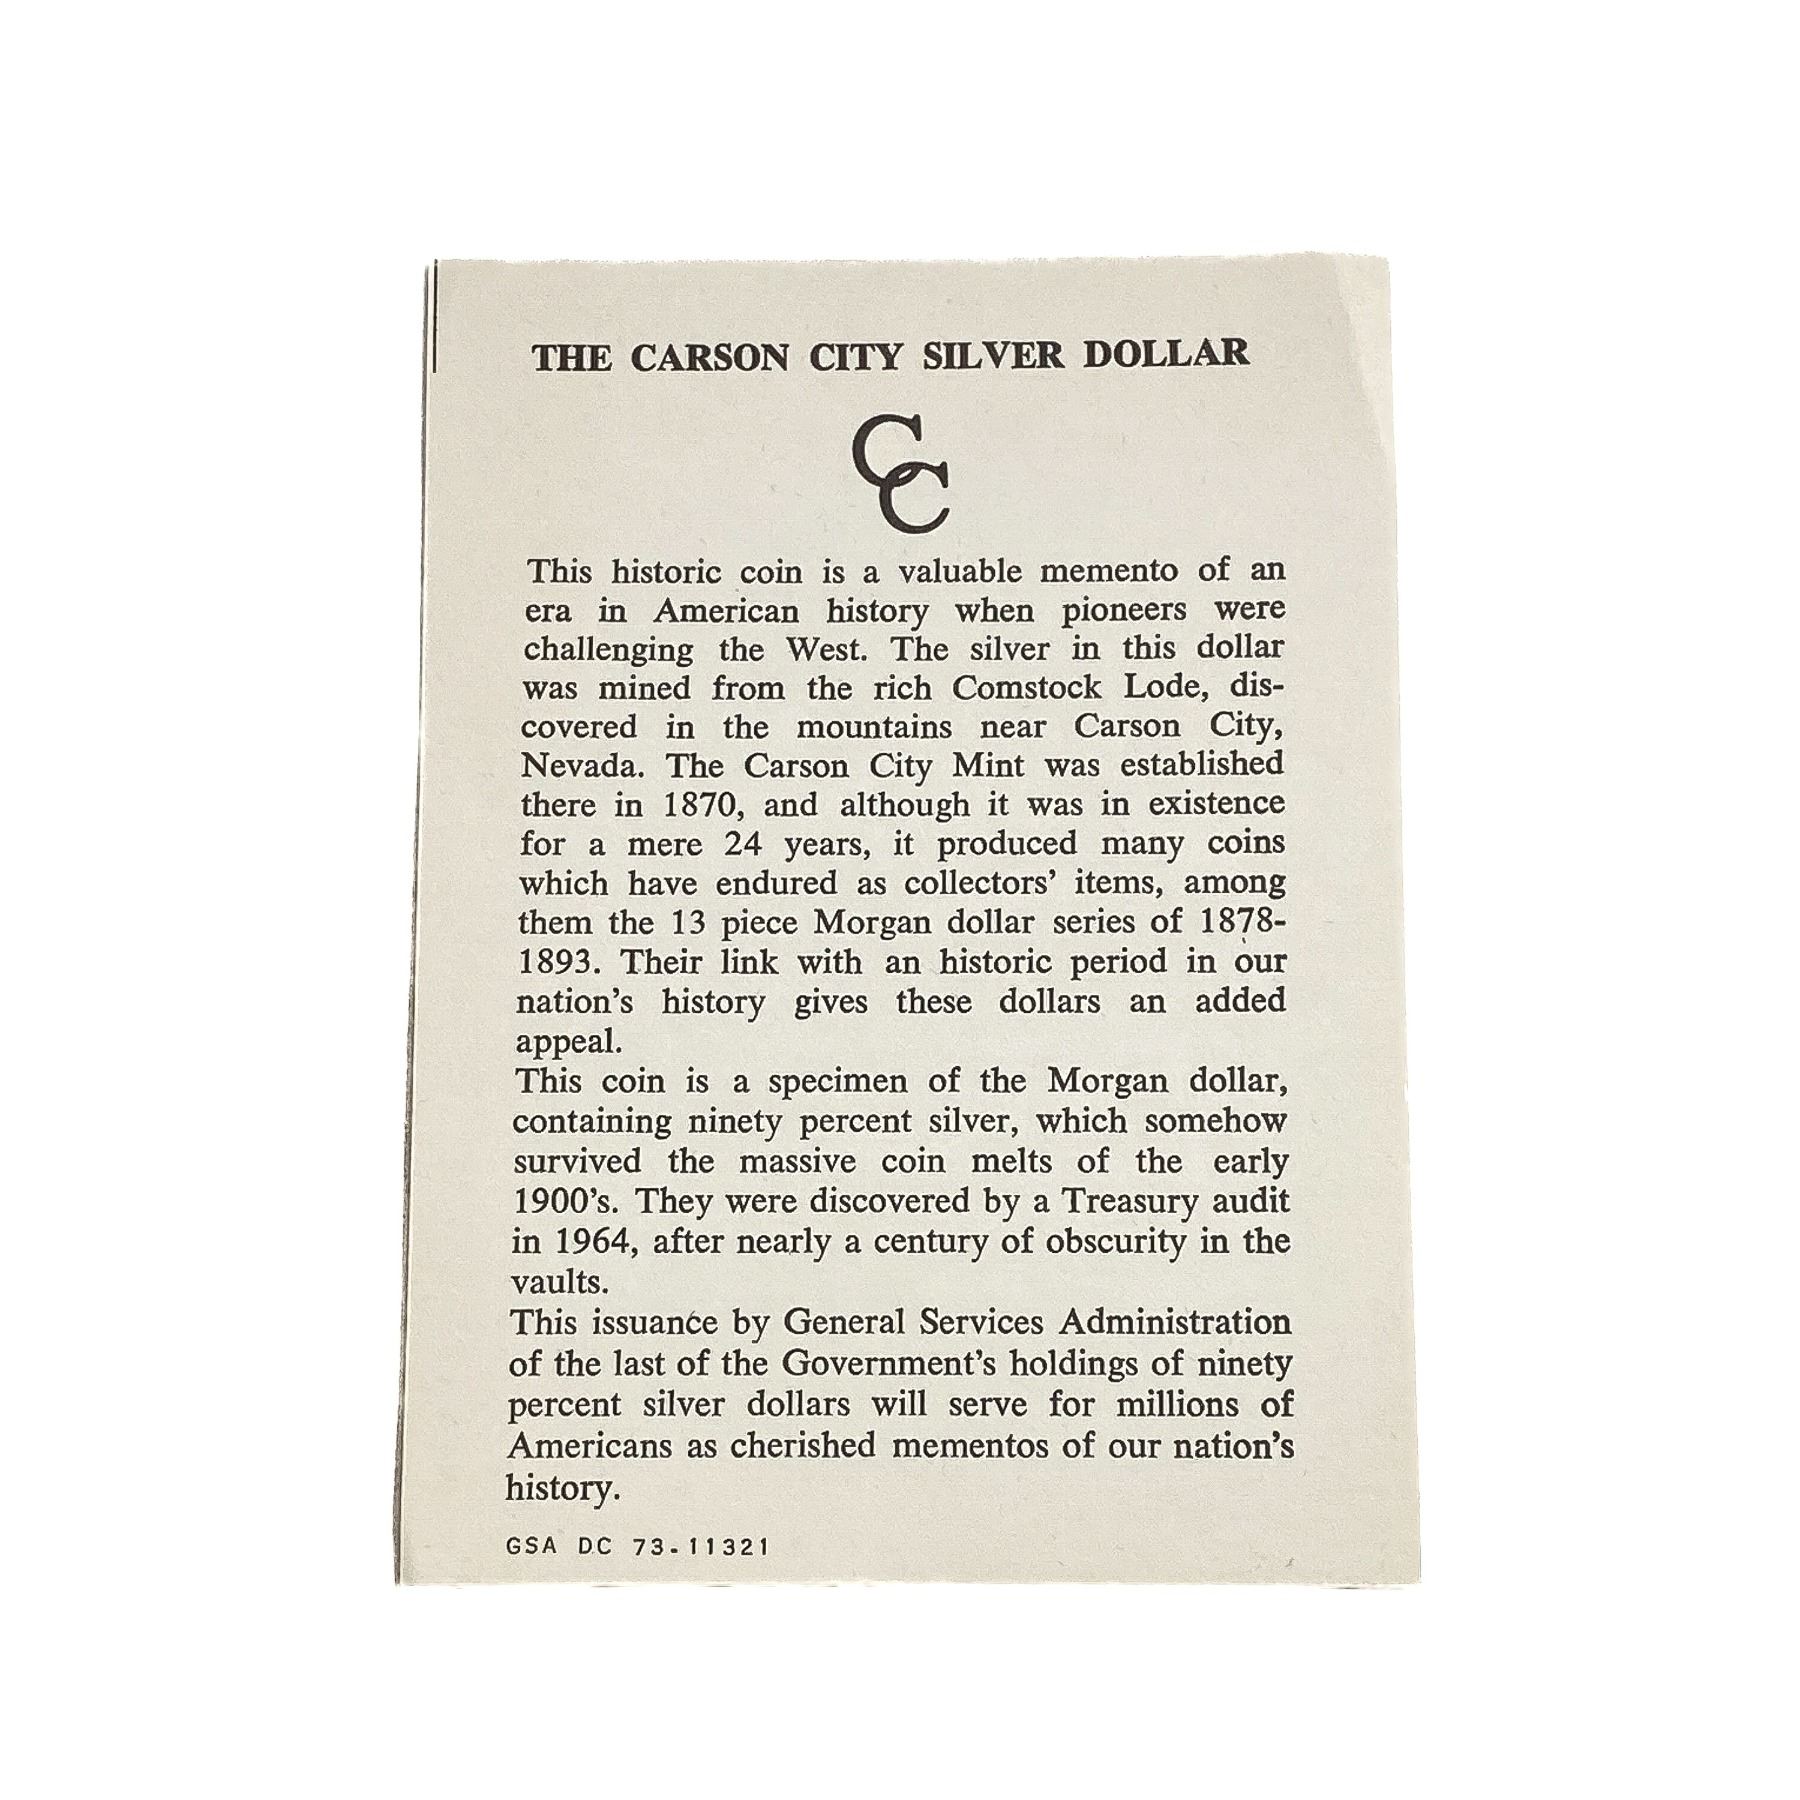 THE CARSON CITY SILVER DOLLAR
CC
This historic coin is a valuable memento of an
era in American history when pioneers were
challenging the West. The silver in this dollar
was mined from the rich Comstock Lode, dis-
covered in the mountains near Carson City,
Nevada. The Carson City Mint was established
there in 1870, and although it was in existence
for a mere 24 years, it produced many coins
which have endured as collectors' items, among
them the 13 piece Morgan dollar series of 1878-
1893. Their link with an historic period in our
nation's history gives these dollars an added
appeal.
This coin is a specimen of the Morgan dollar,
containing ninety percent silver, which somehow
survived the massive coin melts of the early
1900's. They were discovered by a Treasury audit
in 1964, after nearly a century of obscurity in the
vaults.
This issuance by General Services Administration
of the last of the Government's holdings of ninety
percent silver dollars will serve for millions of
Americans as cherished mementos of our nation's
history.
GSA DC 73-11321